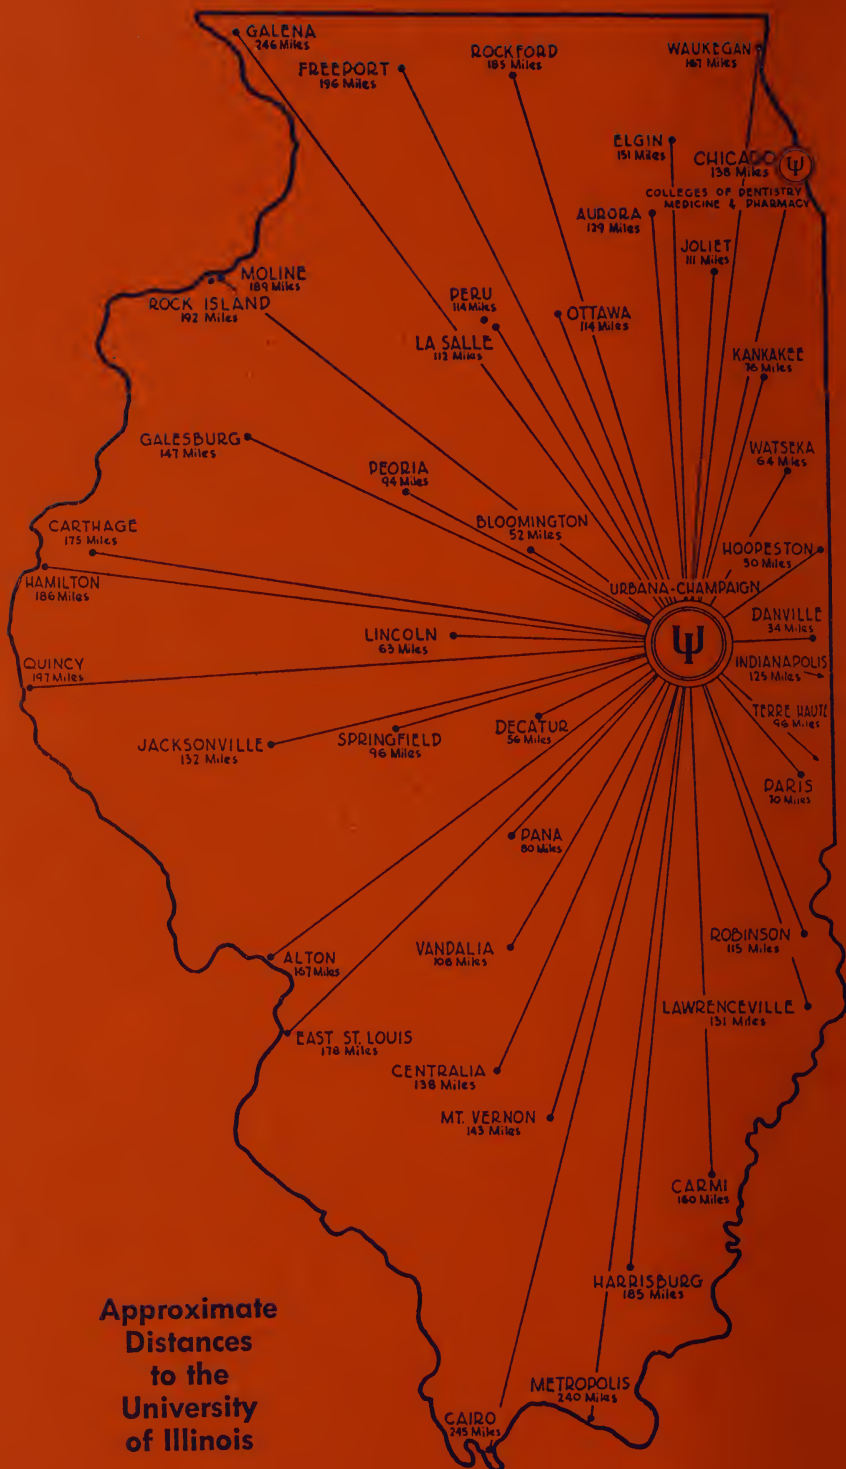 GALENA
246 Miles
FREEPORT
196 Miles
ROCKFORD
185 Miles
WAUKEGAN
167 Miles
ELGIN
151 Miles
CHICAGO
138 Miles
COLLEGES OF DENTISTRY
MEDICINE & PHARMACY
AURORA
129 Miles
JOLIET
111 Miles
MOLINE
189 Miles
ROCK ISLAND
192 Miles
PERU
114 Miles
LA SALLE
112 Miles
OTTAWA
114 Miles
KANKAKEE
76 Miles
GALESBURG
147 Miles
PEORIA
94 Miles
WATSEKA
64 Miles
BLOOMINGTON
52 Miles
CARTHAGE
175 Miles
HOOPESTON
50 Miles
HAMILTON
186 Miles
URBANA-CHAMPAIGN
UI
LINCOLN
63 Miles
DANVILLE
34 Miles
QUINCY
197 Miles
INDIANAPOLIS
125 Miles
JACKSONVILLE
132 Miles
SPRINGFIELD
96 Miles
DECATUR
56 Miles
TERRE HAUTE
96 Miles
PARIS
70 Miles
PANA
80 Miles
VANDALIA
108 Miles
ROBINSON
115 Miles
ALTON
167 Miles
LAWRENCEVILLE
131 Miles
EAST ST. LOUIS
178 Miles
CENTRALIA
138 Miles
MT. VERNON
143 Miles
CARMI
160 Miles
HARRISBURG
185 Miles
METROPOLIS
240 Miles
CAIRO
245 Miles
Approximate
Distances
to the
University
of Illinois